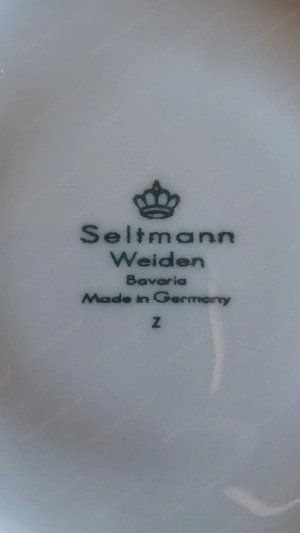 Seltmann
Weiden
Bavaria
Made in Germany
Z